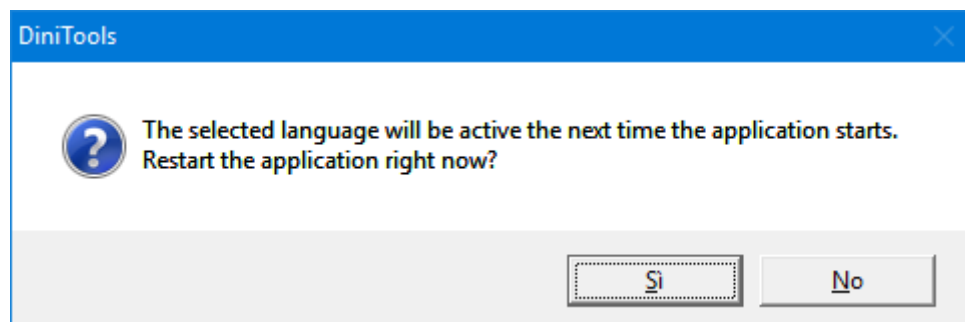 DiniTools
The selected language will be active the next time the application starts.
Restart the application right now?
Sì
No